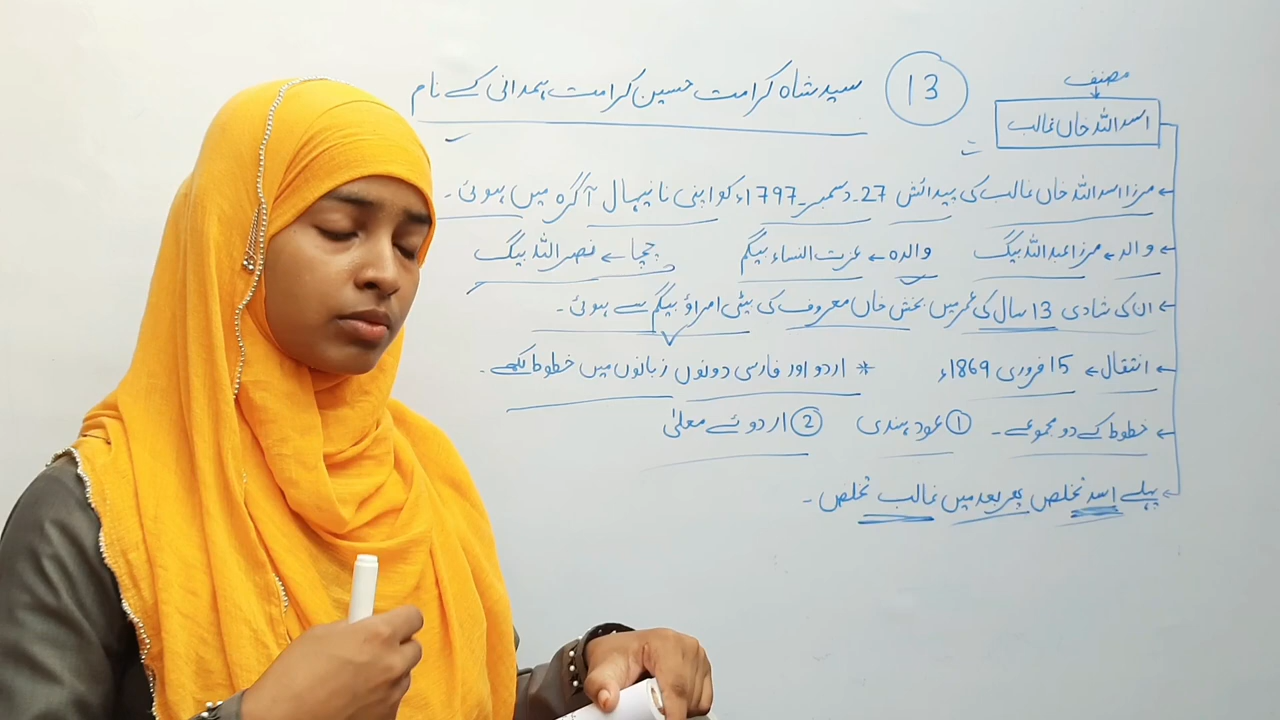 مصنف
اسد اللہ خاں غالب
13
سید شاہ کرامت حسین کرامت ہمدانی کے نام
مرزا اسد اللہ خاں غالب کی پیدائش 27۔ دسمبر۔ 1797ء کو اپنی نانیہال آگرہ میں ہوئی۔
والد ← مرزا عبداللہ بیگ والدہ ← عزت النساء بیگم چچا ← نصر اللہ بیگ
ان کی شادی 13 سال کی عمر میں بخش خاں معروف کی بیٹی امراؤ بیگم سے ہوئی۔
انتقال ← 15 فروری 1869ء * اردو اور فارسی دونوں زبانوں میں خطوط لکھے۔
خطوط کے دو مجموعے۔ ① عود ہندی ② اردوئے معلیٰ
پہلے اسد تخلص پھر بعد میں غالب تخلص۔